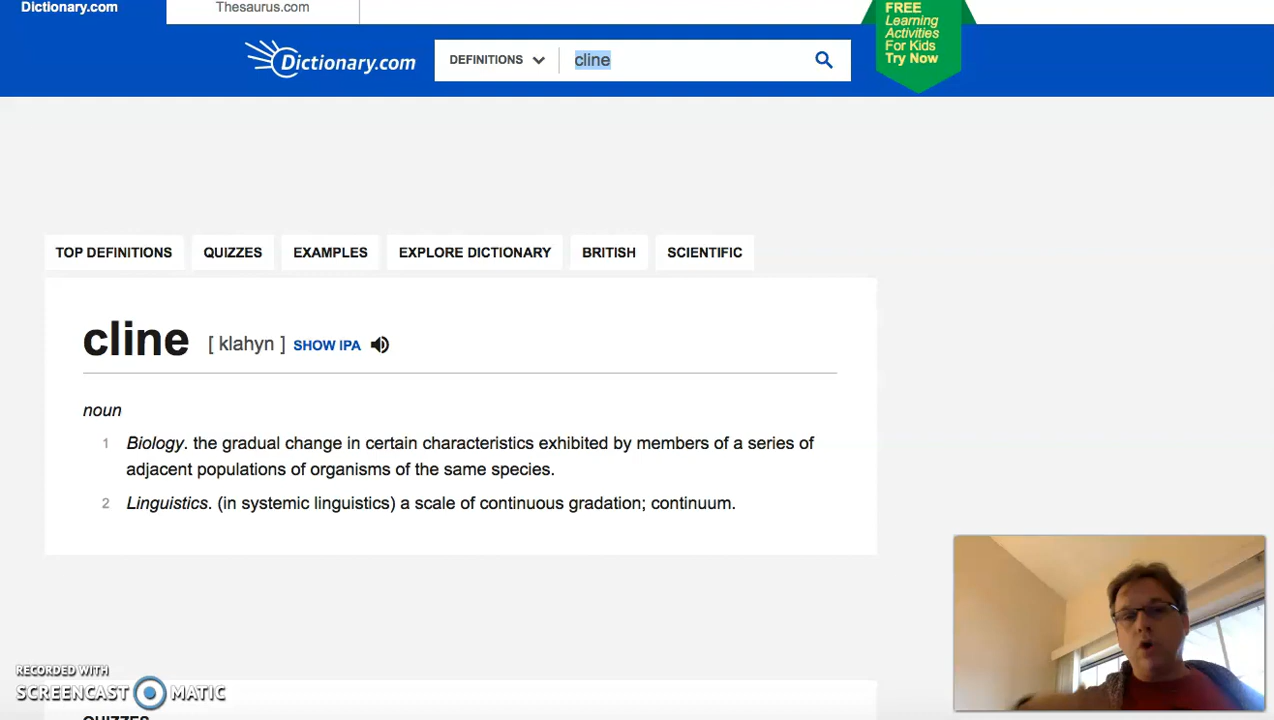 Dictionary.com
Thesaurus.com
FREE
Learning
Activities
For Kids
Try Now
Dictionary.com
DEFINITIONS
cline
TOP DEFINITIONS
QUIZZES
EXAMPLES
EXPLORE DICTIONARY
BRITISH
SCIENTIFIC
cline [ klahyn ] SHOW IPA
noun
1 Biology. the gradual change in certain characteristics exhibited by members of a series of
adjacent populations of organisms of the same species.
2 Linguistics. (in systemic linguistics) a scale of continuous gradation; continuum.
RECORDED WITH
SCREENCAST MATIC
QUIZZES